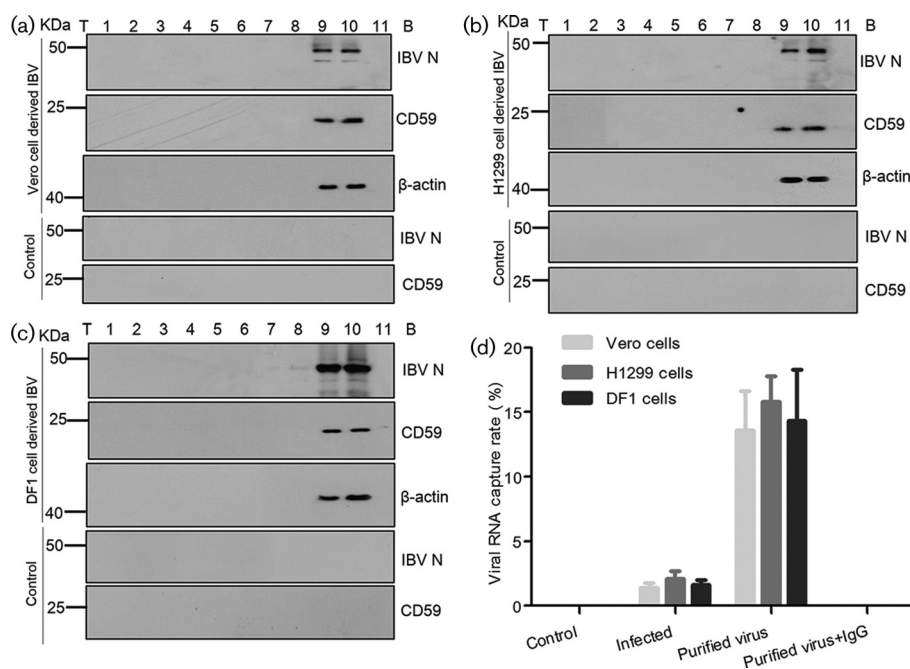 (a) KDa T 1 2 3 4 5 6 7 8 9 10 11 B
Vero cell derived IBV
50 IBV N
25 CD59
40 β-actin
Control
50 IBV N
25 CD59
(b) KDa T 1 2 3 4 5 6 7 8 9 10 11 B
H1299 cell derived IBV
50 IBV N
25 CD59
40 β-actin
Control
50 IBV N
25 CD59
(c) KDa T 1 2 3 4 5 6 7 8 9 10 11 B
DF1 cell derived IBV
50 IBV N
25 CD59
40 β-actin
Control
50 IBV N
25 CD59
(d)
Viral RNA capture rate (%)
20
15
10
5
0
Vero cells
H1299 cells
DF1 cells
Control Infected Purified virus Purified virus+IgG